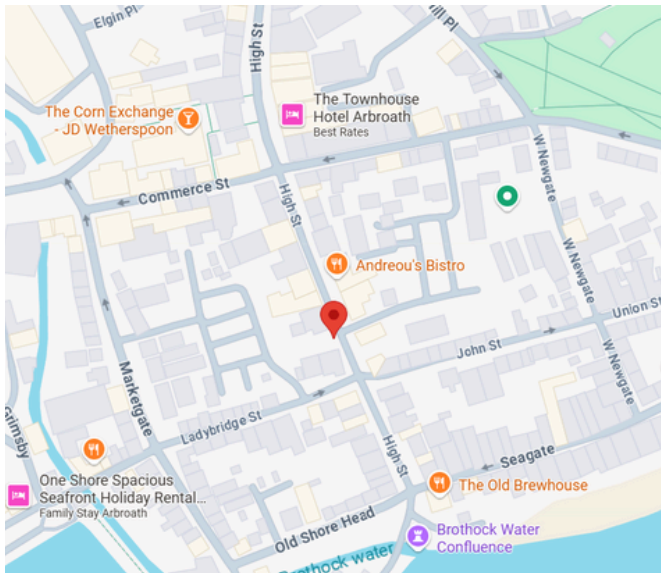 Elgin Pl
High St
Hill Pl
The Corn Exchange
- JD Wetherspoon
The Townhouse
Hotel Arbroath
Best Rates
W Newgate
Commerce St
High St
Andreou's Bistro
W Newgate
Union St
John St
W Newgate
Marketgate
Ladybridge St
Grimsby
High St
Seagate
One Shore Spacious
Seafront Holiday Rental...
Family Stay Arbroath
The Old Brewhouse
Old Shore Head
Brothock Water
Confluence
Brothock water